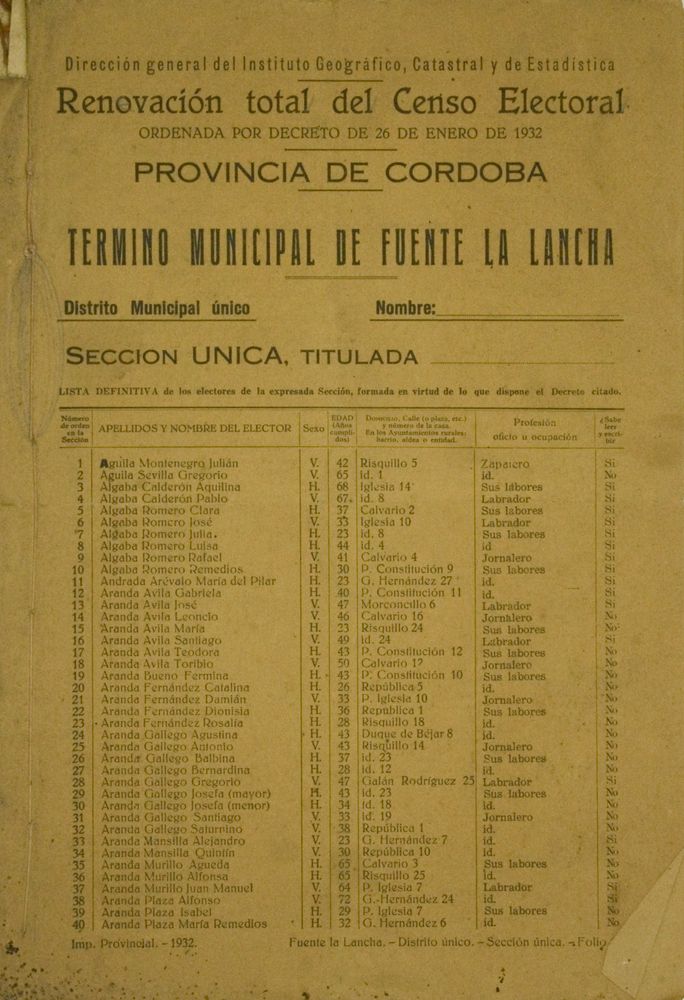 Dirección general del Instituto Geográfico, Catastral y de Estadística
Renovación total del Censo Electoral
ORDENADA POR DECRETO DE 26 DE ENERO DE 1932
PROVINCIA DE CORDOBA
TERMINO MUNICIPAL DE FUENTE LA LANCHA
Distrito Municipal único Nombre:
SECCION UNICA, TITULADA
LISTA DEFINITIVA de los electores de la expresada Sección, formada en virtud de lo que dispone el Decreto citado.
Número de orden en la Sección APELLIDOS Y NOMBRE DEL ELECTOR Sexo EDAD (Años cumplidos) DOMICILIO, Calle (o plaza, etc.) y número de la casa. En los Ayuntamientos rurales: barrio, aldea o entidad. Profesión oficio u ocupación ¿Sabe leer y escribir
1 Aguila Montenegro Julián V. 42 Risquillo 5 Zapatero Si
2 Aguila Sevilla Gregorio V. 65 id. 1 id. No
3 Algaba Calderón Aquilina H. 68 Iglesia 14 Sus labores Si
4 Algaba Calderón Pablo V. 67 id. 8 Labrador Si
5 Algaba Romero Clara H. 37 Calvario 2 Sus labores Si
6 Algaba Romero José V. 33 Iglesia 10 Labrador Si
7 Algaba Romero Julia. H. 23 id. 8 Sus labores Si
8 Algaba Romero Luisa H. 44 id. 4 id Si
9 Algaba Romero Rafael V. 41 Calvario 4 Jornalero Si
10 Algaba Romero Remedios H. 30 P. Constitución 9 Sus labores Si
11 Andrada Arévalo María del Pilar H. 23 G. Hernández 27 id. Si
12 Aranda Avila Gabriela H. 40 P. Constitución 11 id. Si
13 Aranda Avila José V. 47 Morconcillo 6 Labrador Si
14 Aranda Avila Leoncio V. 46 Calvario 16 Jornalero No
15 Aranda Avila María H. 23 Risquillo 24 Sus labores No
16 Aranda Avila Santiago V. 49 id. 24 Labrador Si
17 Aranda Avila Teodora H. 43 P. Constitución 12 Sus labores No
18 Aranda Avila Toribio V. 50 Calvario Jornalero No
19 Aranda Bueno Fermina H. 43 P. Constitución 10 Sus labores No
20 Aranda Fernández Catalina H. 26 República 5 id. No
21 Aranda Fernández Damián V. 33 P. Iglesia 10 Jornalero No
22 Aranda Fernández Dionisia H. 36 República 1 Sus labores No
23 Aranda Fernández Rosalía H. 28 Risquillo 18 id. No
24 Aranda Gallego Agustina H. 43 Duque de Béjar 8 id. No
25 Aranda Gallego Antonio V. 43 Risquillo 14 Jornalero No
26 Aranda Gallego Balbina H. 37 id. 23 Sus labores No
27 Aranda Gallego Bernardina H. 28 id. 12 id. No
28 Aranda Gallego Gregorio V. 47 Galán Rodríguez 25 Labrador Si
29 Aranda Gallego Josefa (mayor) H. 43 id. 23 Sus labores No
30 Aranda Gallego Josefa (menor) H. 34 id. 18 id. No
31 Aranda Gallego Santiago V. 33 id. 19 Jornalero No
32 Aranda Gallego Saturnino V. 38 República 1 id. No
33 Aranda Mansilla Alejandro V. 23 G. Hernández 7 id. No
34 Aranda Mansilla Quintín V. 30 República 10 id. No
35 Aranda Murillo Agueda H. 65 Calvario 3 Sus labores No
36 Aranda Murillo Alfonsa H. 65 Risquillo 25 id. No
37 Aranda Murillo Juan Manuel V. 64 P. Iglesia 7 Labrador Si
38 Aranda Plaza Alfonso V. 72 G. Hernández 24 id. Si
39 Aranda Plaza Isabel H. 29 P. Iglesia 7 Sus labores No
40 Aranda Plaza María Remedios H. 32 G. Hernández 6 id. No
Imp. Provincial. - 1932. Fuente la Lancha. - Distrito único. - Sección única. - Folio